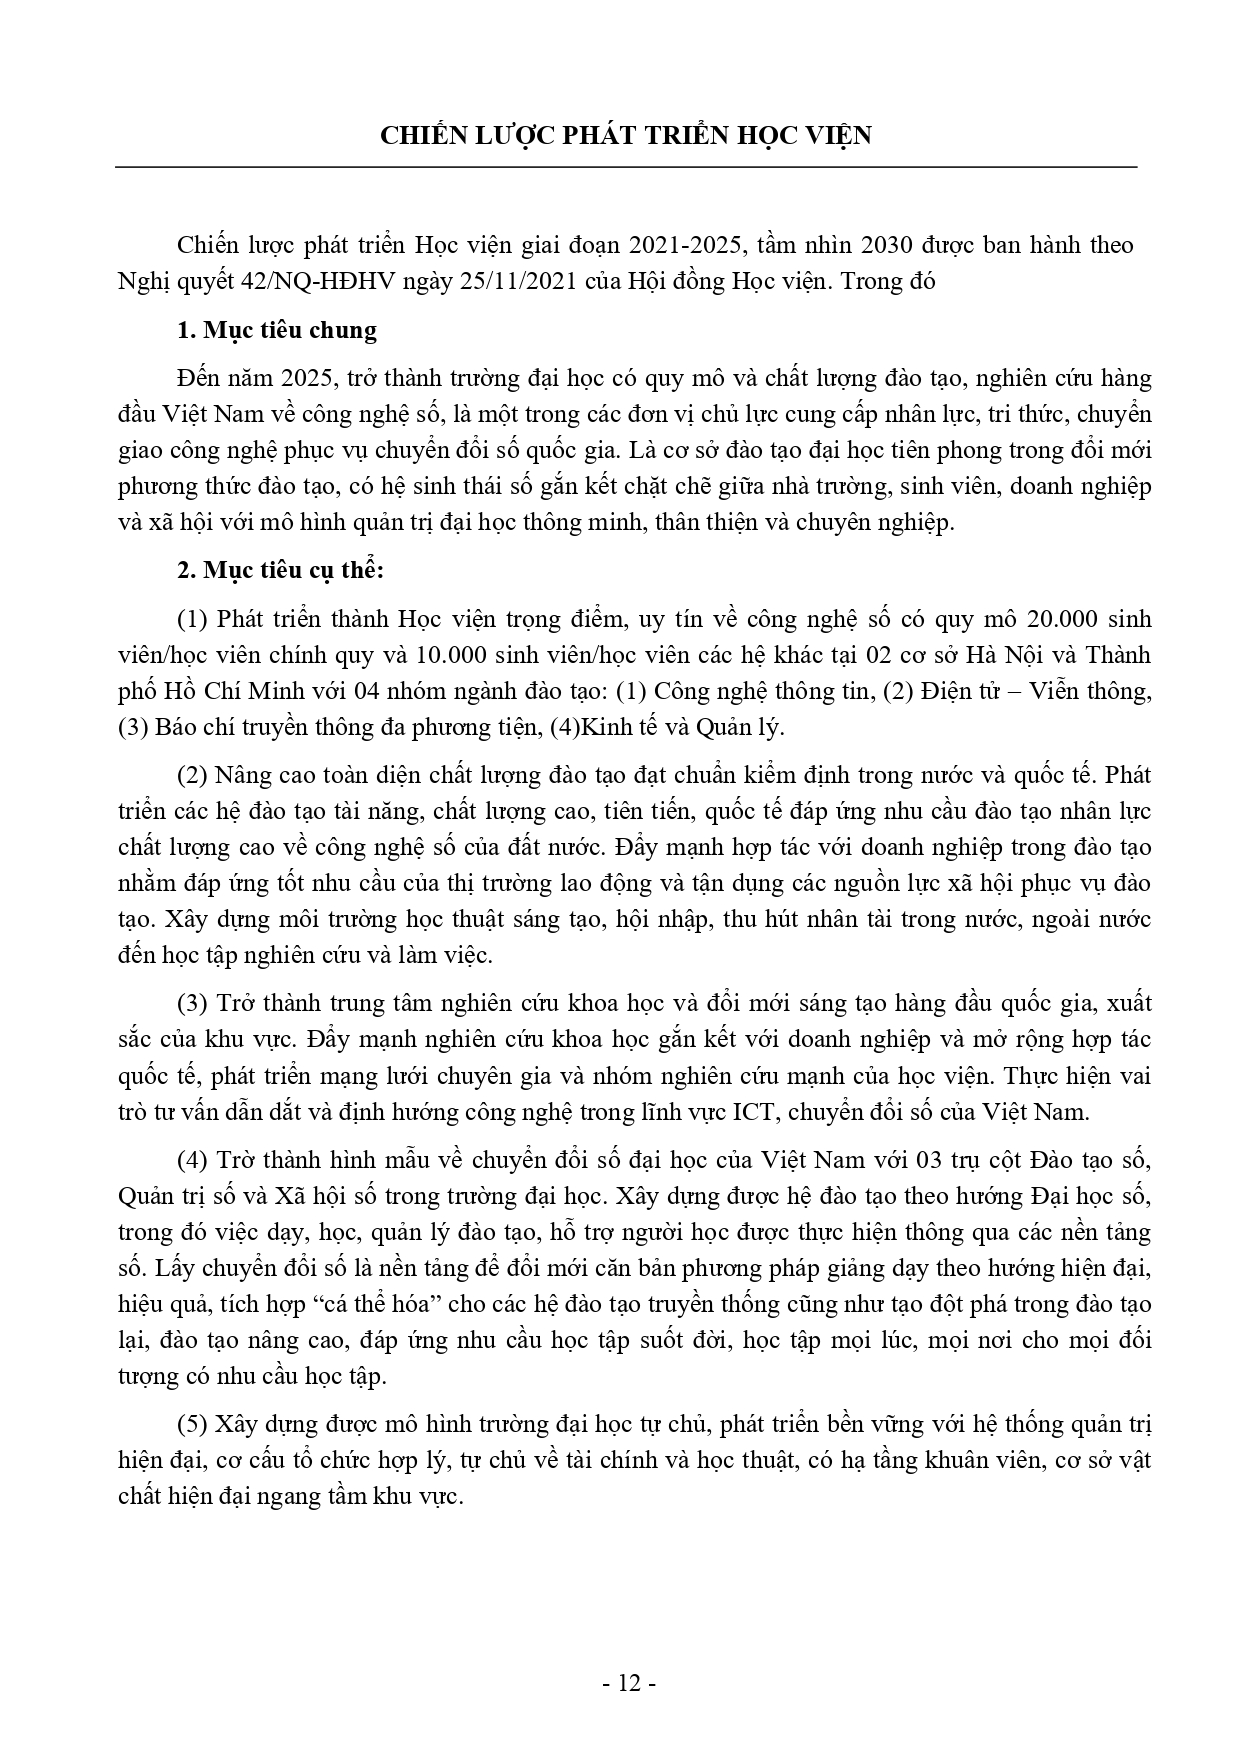 CHIẾN LƯỢC PHÁT TRIỂN HỌC VIỆN
Chiến lược phát triển Học viện giai đoạn 2021-2025, tầm nhìn 2030 được ban hành theo
Nghị quyết 42/NQ-HĐHV ngày 25/11/2021 của Hội đồng Học viện. Trong đó
1. Mục tiêu chung
Đến năm 2025, trở thành trường đại học có quy mô và chất lượng đào tạo, nghiên cứu hàng
đầu Việt Nam về công nghệ số, là một trong các đơn vị chủ lực cung cấp nhân lực, tri thức, chuyển
giao công nghệ phục vụ chuyển đổi số quốc gia. Là cơ sở đào tạo đại học tiên phong trong đổi mới
phương thức đào tạo, có hệ sinh thái số gắn kết chặt chẽ giữa nhà trường, sinh viên, doanh nghiệp
và xã hội với mô hình quản trị đại học thông minh, thân thiện và chuyên nghiệp.
2. Mục tiêu cụ thể:
(1) Phát triển thành Học viện trọng điểm, uy tín về công nghệ số có quy mô 20.000 sinh
viên/học viên chính quy và 10.000 sinh viên/học viên các hệ khác tại 02 cơ sở Hà Nội và Thành
phố Hồ Chí Minh với 04 nhóm ngành đào tạo: (1) Công nghệ thông tin, (2) Điện tử – Viễn thông,
(3) Báo chí truyền thông đa phương tiện, (4)Kinh tế và Quản lý.
(2) Nâng cao toàn diện chất lượng đào tạo đạt chuẩn kiểm định trong nước và quốc tế. Phát
triển các hệ đào tạo tài năng, chất lượng cao, tiên tiến, quốc tế đáp ứng nhu cầu đào tạo nhân lực
chất lượng cao về công nghệ số của đất nước. Đẩy mạnh hợp tác với doanh nghiệp trong đào tạo
nhằm đáp ứng tốt nhu cầu của thị trường lao động và tận dụng các nguồn lực xã hội phục vụ đào
tạo. Xây dựng môi trường học thuật sáng tạo, hội nhập, thu hút nhân tài trong nước, ngoài nước
đến học tập nghiên cứu và làm việc.
(3) Trở thành trung tâm nghiên cứu khoa học và đổi mới sáng tạo hàng đầu quốc gia, xuất
sắc của khu vực. Đẩy mạnh nghiên cứu khoa học gắn kết với doanh nghiệp và mở rộng hợp tác
quốc tế, phát triển mạng lưới chuyên gia và nhóm nghiên cứu mạnh của học viện. Thực hiện vai
trò tư vấn dẫn dắt và định hướng công nghệ trong lĩnh vực ICT, chuyển đổi số của Việt Nam.
(4) Trờ thành hình mẫu về chuyển đổi số đại học của Việt Nam với 03 trụ cột Đào tạo số,
Quản trị số và Xã hội số trong trường đại học. Xây dựng được hệ đào tạo theo hướng Đại học số,
trong đó việc dạy, học, quản lý đào tạo, hỗ trợ người học được thực hiện thông qua các nền tảng
số. Lấy chuyển đổi số là nền tảng để đổi mới căn bản phương pháp giảng dạy theo hướng hiện đại,
hiệu quả, tích hợp “cá thể hóa” cho các hệ đào tạo truyền thống cũng như tạo đột phá trong đào tạo
lại, đào tạo nâng cao, đáp ứng nhu cầu học tập suốt đời, học tập mọi lúc, mọi nơi cho mọi đối
tượng có nhu cầu học tập.
(5) Xây dựng được mô hình trường đại học tự chủ, phát triển bền vững với hệ thống quản trị
hiện đại, cơ cấu tổ chức hợp lý, tự chủ về tài chính và học thuật, có hạ tầng khuân viên, cơ sở vật
chất hiện đại ngang tầm khu vực.
- 12 -